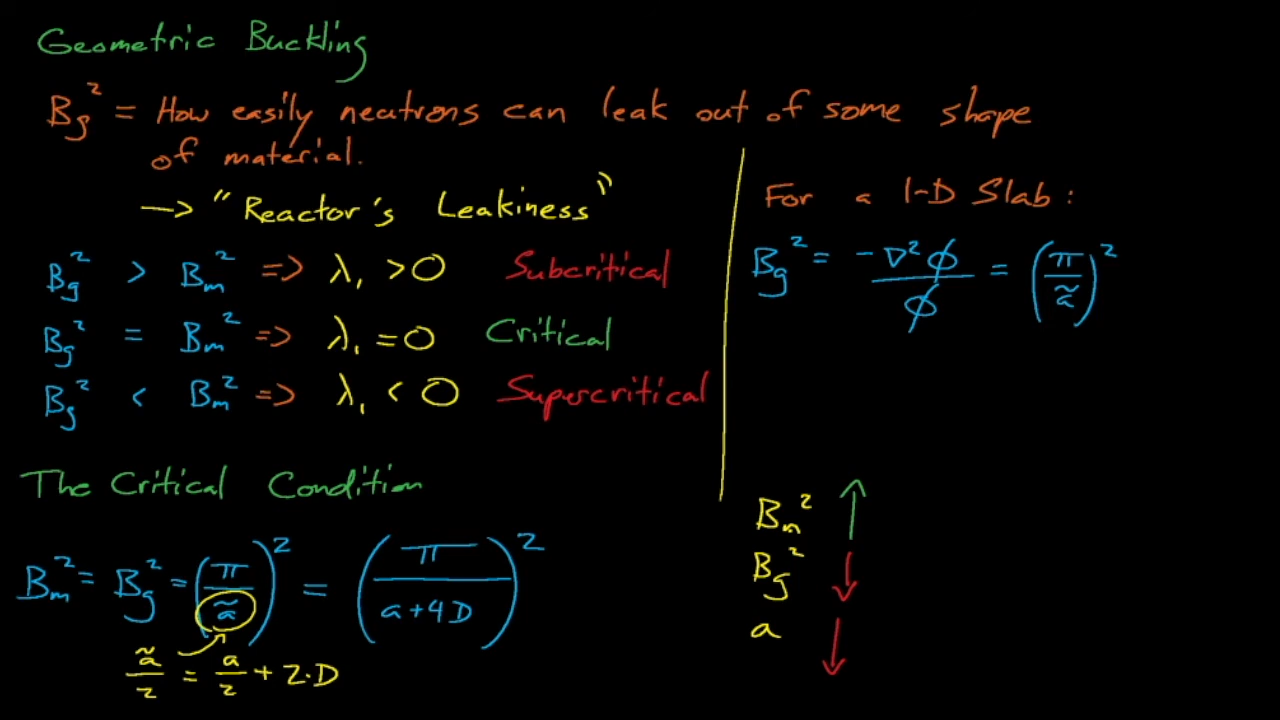 Geometric Buckling
Bg² = How easily neutrons can leak out of some shape
of material.
→ "Reactor's Leakiness"
Bg² > Bm² => λ₁ > 0 Subcritical
Bg² = Bm² => λ₁ = 0 Critical
Bg² < Bm² => λ₁ < 0 Supercritical
For a 1-D Slab:
Bg² = -∇²ϕ/ϕ = (π/ã)²
The Critical Condition
Bm² = Bg² = (π/ã)² = (π/(a+4D))²
ã/2 = a/2 + 2·D
Bm² ↑
Bg² ↓
a ↓